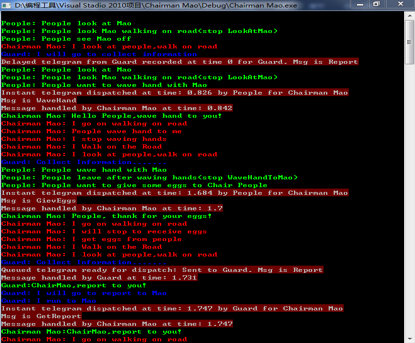 D:\编程工具\Visual Stadio 2010项目\Chairman Mao\Debug\Chairman Mao.exe
People: People look at Mao
People: People look Mao walking on road(stop LookAtMao)
People: People see Mao off
Chairman Mao: I look at people,walk on road
Guard: I will go to collect information
Delayed telegram from Guard recorded at time 0 for Guard. Msg is Report
People: People look at Mao
People: People look Mao walking on road(stop LookAtMao)
People: People want to wave hand with Mao
Instant telegram dispatched at time: 0.826 by People for Chairman Mao
Msg is WaveHand
Message handled by Chairman Mao at time: 0.842
Chairman Mao: Hello People,wave hand to you!
Chairman Mao: I go on walking on road
Chairman Mao: People wave hand to me
Chairman Mao: I stop waving hands
Chairman Mao: I Walk on the Road
Chairman Mao: I look at people,walk on road
Guard: Collect Information
People: People wave hand with Mao
People: People leave after waving hands(stop WaveHandToMao)
People: People want to give some eggs to Chair People
Instant telegram dispatched at time: 1.684 by People for Chairman Mao
Msg is GievEggs
Message handled by Chairman Mao at time: 1.7
Chairman Mao: People, thank for your eggs!
Chairman Mao: I go on walking on road
Chairman Mao: I will stop to receive eggs
Chairman Mao: I get eggs from people
Chairman Mao: I Walk on the Road
Chairman Mao: I look at people,walk on road
Guard: Collect Information
Queued telegram ready for dispatch: Sent to Guard. Msg is Report
Message handled by Guard at time: 1.731
Guard:ChairMao,report to you!
Guard: I will go to report to Mao
Guard: I run to Mao
Instant telegram dispatched at time: 1.747 by Guard for Chairman Mao
Msg is GetReport
Message handled by Chairman Mao at time: 1.747
Chairman Mao:ChairMao,report to you!
Chairman Mao: I go on walking on road